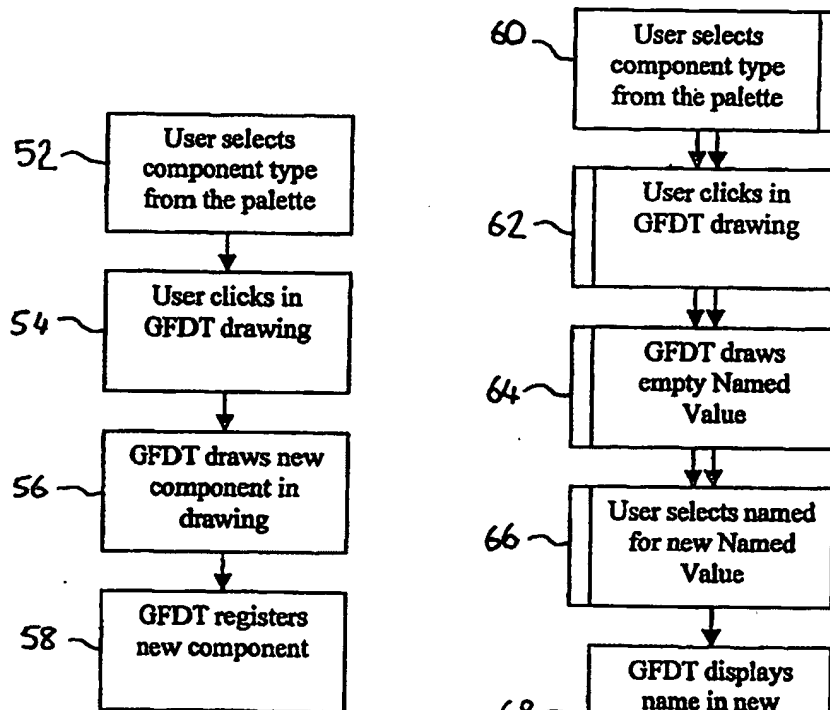 52
User selects
component type
from the palette
54
User clicks in
GFDT drawing
56
GFDT draws new
component in
drawing
58
GFDT registers
new component
60
User selects
component type
from the palette
62
User clicks in
GFDT drawing
64
GFDT draws
empty Named
Value
66
User selects named
for new Named
Value
GFDT displays
name in new